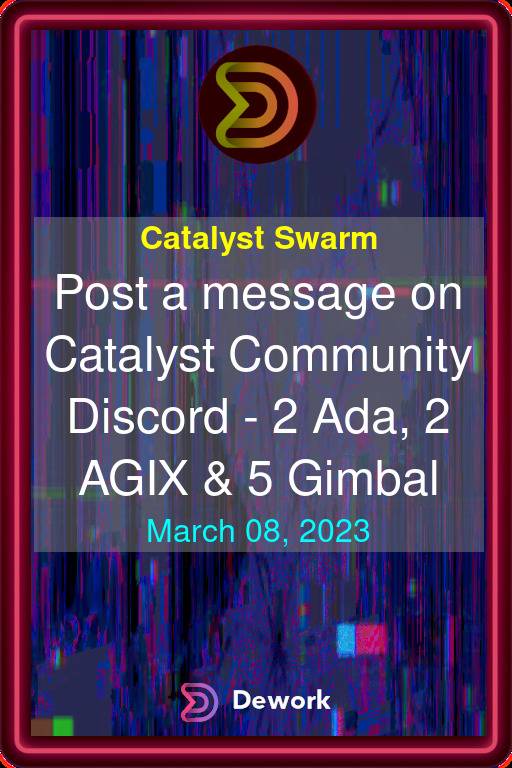 Catalyst Swarm
Post a message on
Catalyst Community
Discord - 2 Ada, 2
AGIX & 5 Gimbal
March 08, 2023
Dework